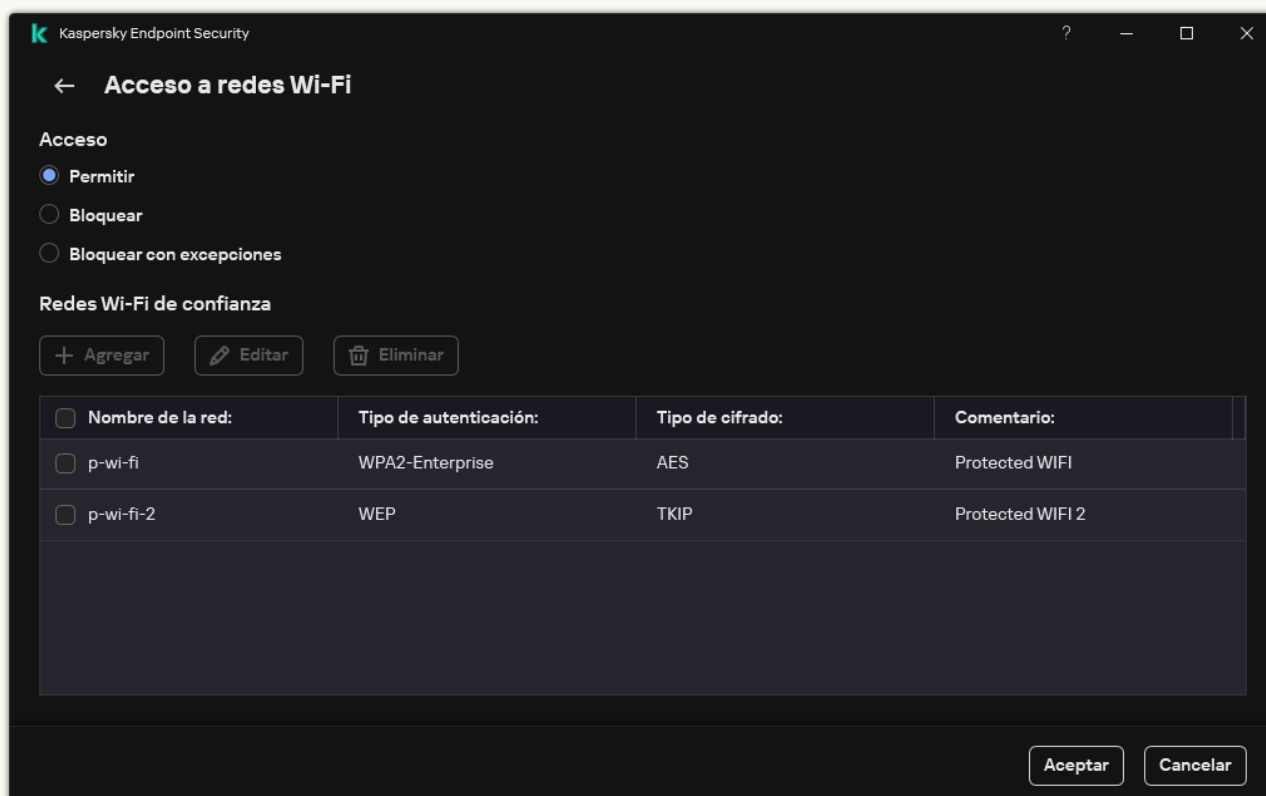 Kaspersky Endpoint Security ?
Acceso a redes Wi-Fi
Acceso
Permitir
Bloquear
Bloquear con excepciones
Redes Wi-Fi de confianza
Agregar Editar Eliminar
Nombre de la red: Tipo de autenticación: Tipo de cifrado: Comentario:
p-wi-fi WPA2-Enterprise AES Protected WIFI
p-wi-fi-2 WEP TKIP Protected WIFI 2
Aceptar Cancelar